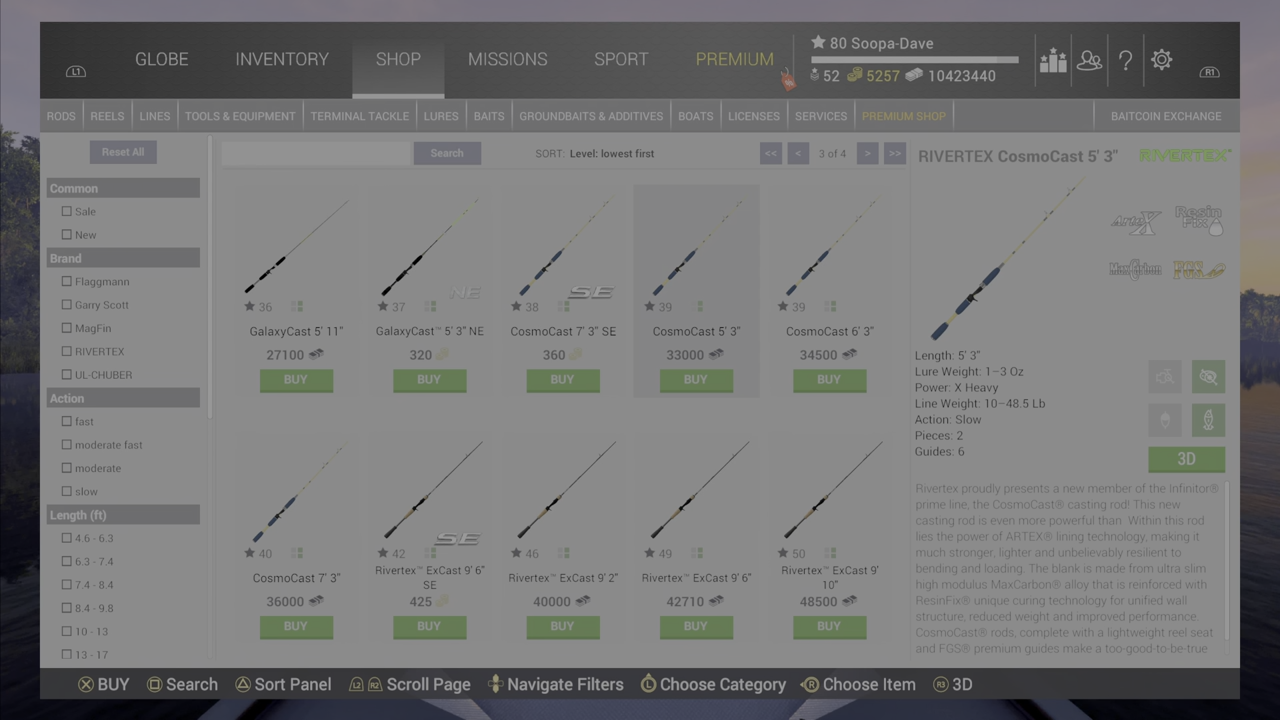 GLOBE INVENTORY SHOP MISSIONS SPORT PREMIUM
80 Soopa-Dave
52 5257 10423440
L1
R1
RODS REELS LINES TOOLS & EQUIPMENT TERMINAL TACKLE LURES BAITS GROUNDBAITS & ADDITIVES BOATS LICENSES SERVICES PREMIUM SHOP BAITCOIN EXCHANGE
Reset All
Common
Sale
New
Brand
Flaggmann
Garry Scott
MagFin
RIVERTEX
UL-CHUBER
Action
fast
moderate fast
moderate
slow
Length (ft)
4.6 - 6.3
6.3 - 7.4
7.4 - 8.4
8.4 - 9.8
10 - 13
13 - 17
Search
SORT: Level: lowest first
<< < 3 of 4 > >>
36
GalaxyCast 5' 11"
27100
BUY
37
NE
GalaxyCast™ 5' 3" NE
320
BUY
38
SE
CosmoCast 7' 3" SE
360
BUY
39
CosmoCast 5' 3"
33000
BUY
39
CosmoCast 6' 3"
34500
BUY
40
CosmoCast 7' 3"
36000
BUY
42
SE
Rivertex™ ExCast 9' 6"
SE
425
BUY
46
Rivertex™ ExCast 9' 2"
40000
BUY
49
Rivertex™ ExCast 9' 6"
42710
BUY
50
Rivertex™ ExCast 9'
10"
48500
BUY
RIVERTEX CosmoCast 5' 3"
RIVERTEX
ArteX
Resin
Fix
MaxCarbon
FGS
Length: 5' 3"
Lure Weight: 1–3 Oz
Power: X Heavy
Line Weight: 10–48.5 Lb
Action: Slow
Pieces: 2
Guides: 6
3D
Rivertex proudly presents a new member of the Infinitor®
prime line, the CosmoCast® casting rod! This new
casting rod is even more powerful than  Within this rod
lies the power of ARTEX® lining technology, making it
much stronger, lighter and unbelievably resilient to
bending and loading. The blank is made from ultra slim
high modulus MaxCarbon® alloy that is reinforced with
ResinFix® unique curing technology for unified wall
structure, reduced weight and improved performance.
CosmoCast® rods, complete with a lightweight reel seat
and FGS® premium guides make a too-good-to-be-true
BUY Search Sort Panel L2 R2 Scroll Page Navigate Filters L Choose Category R Choose Item R3 3D